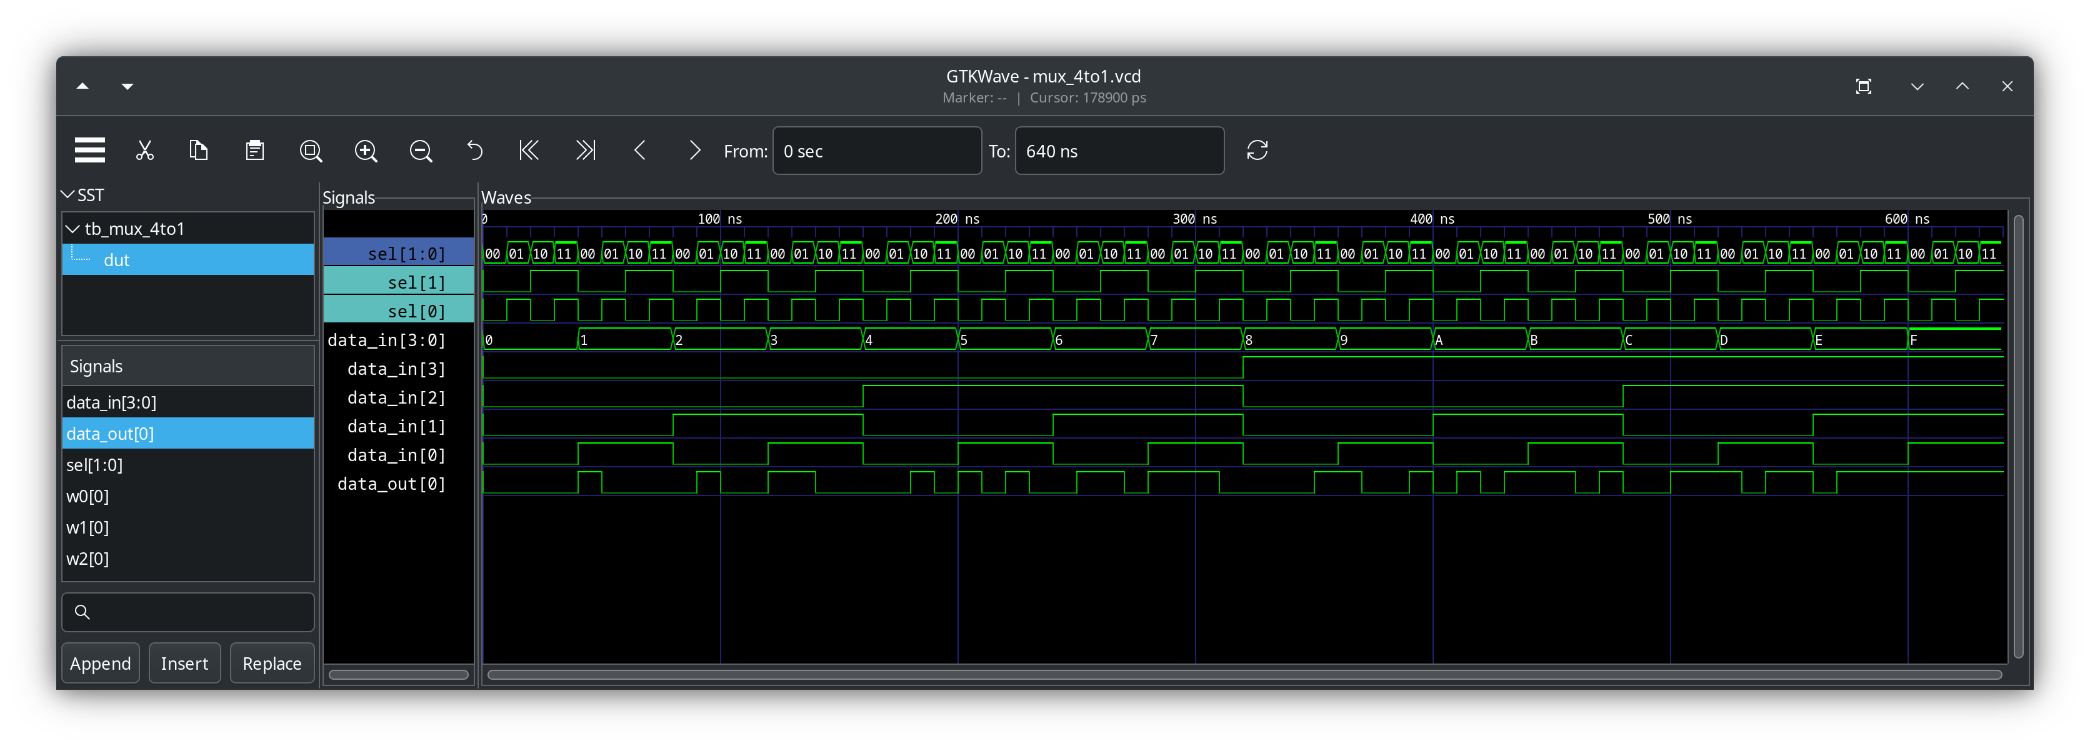 GTKWave - mux_4to1.vcd
Marker: -- | Cursor: 178900 ps
From: 0 sec To: 640 ns
SST
tb_mux_4to1
dut
Signals
data_in[3:0]
data_out[0]
sel[1:0]
w0[0]
w1[0]
w2[0]
Append Insert Replace
Signals
sel[1:0]
sel[1]
sel[0]
data_in[3:0]
data_in[3]
data_in[2]
data_in[1]
data_in[0]
data_out[0]
Waves
0 100 ns 200 ns 300 ns 400 ns 500 ns 600 ns
00 01 10 11 00 01 10 11 00 01 10 11 00 01 10 11 00 01 10 11 00 01 10 11 00 01 10 11 00 01 10 11 00 01 10 11 00 01 10 11 00 01 10 11 00 01 10 11 00 01 10 11 00 01 10 11 00 01 10 11 00 01 10 11
0 1 2 3 4 5 6 7 8 9 A B C D E F